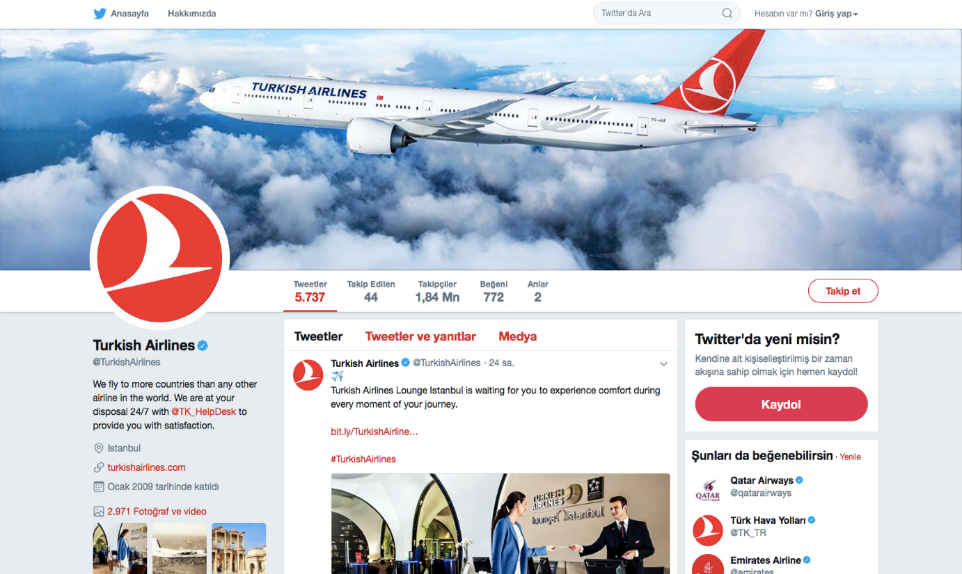 Anasayfa
Hakkımızda
Twitter'da Ara
Hesabın var mı? Giriş yap
TURKISH AIRLINES
Tweetler
5.737
Takip Edilen
44
Takipçiler
1,84 Mn
Beğeni
772
Anlar
2
Takip et
Turkish Airlines
@TurkishAirlines
We fly to more countries than any other
airline in the world. We are at your
disposal 24/7 with @TK_HelpDesk to
provide you with satisfaction.
Istanbul
turkishairlines.com
Ocak 2009 tarihinde katıldı
2.971 Fotoğraf ve video
Tweetler
Tweetler ve yanıtlar
Medya
Turkish Airlines @TurkishAirlines · 24 sa.
Turkish Airlines Lounge Istanbul is waiting for you to experience comfort during
every moment of your journey.
bit.ly/TurkishAirline…
#TurkishAirlines
TURKISH
AIRLINES
lounge Istanbul
Twitter'da yeni misin?
Kendine ait kişiselleştirilmiş bir zaman
akışına sahip olmak için hemen kaydol!
Kaydol
Şunları da beğenebilirsin · Yenile
QATAR
Qatar Airways
@qatarairways
Türk Hava Yolları
@TK_TR
Emirates Airline
@emirates